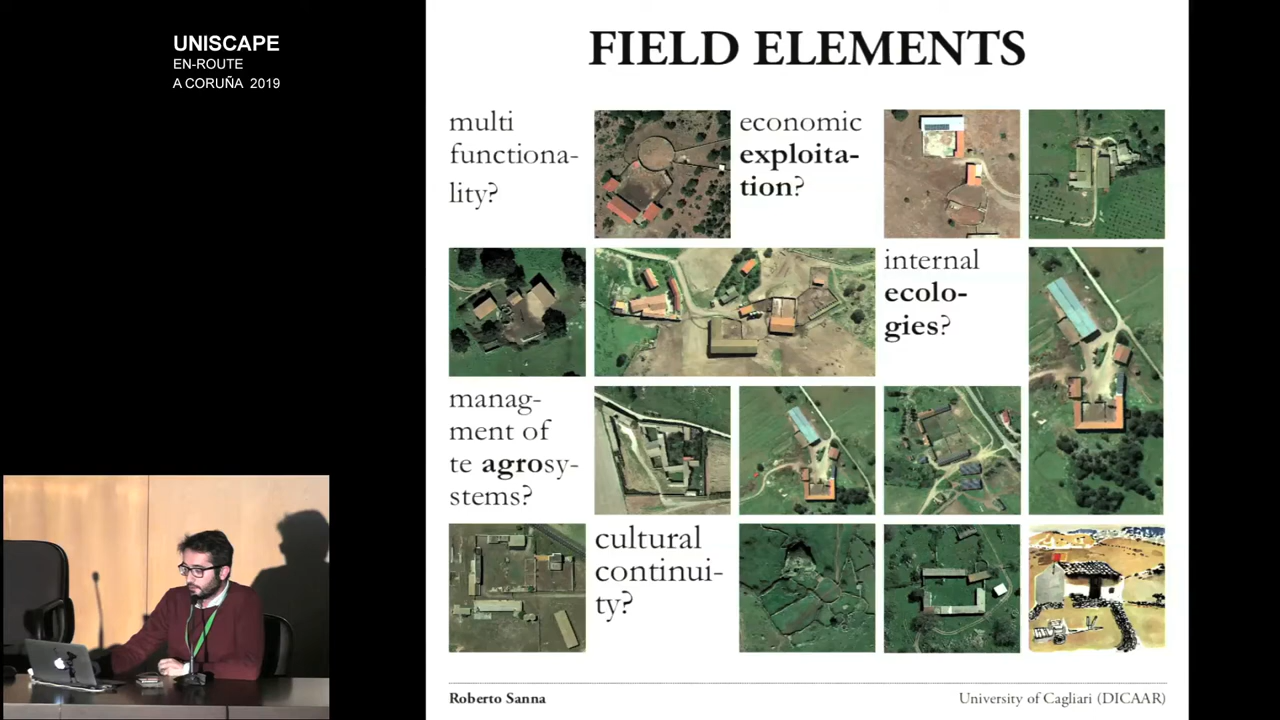 UNISCAPE
EN-ROUTE
A CORUÑA 2019
FIELD ELEMENTS
multi
functiona-
lity?
economic
exploita-
tion?
internal
ecolo-
gies?
manag-
ment of
te agrosy-
stems?
cultural
continui-
ty?
Roberto Sanna
University of Cagliari (DICAAR)